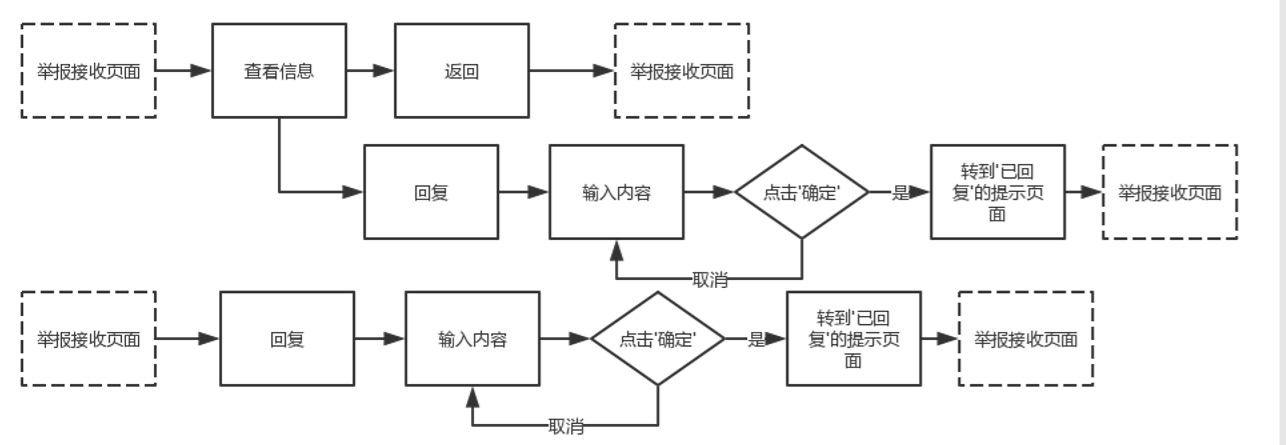 举报接收页面
查看信息
返回
举报接收页面
回复
输入内容
点击'确定'
是
转到'已回
复'的提示页
面
举报接收页面
取消
举报接收页面
回复
输入内容
点击'确定'
是
转到'已回
复'的提示页
面
举报接收页面
取消